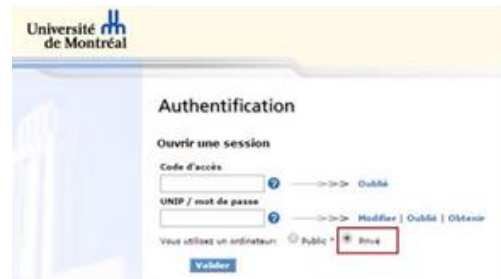 Université
de Montréal
Authentification
Ouvrir une session
Code d'accès
? ——>>> Oublié
UNIP / mot de passe
? ——>>> Modifier | Oublié | Obtenir
Vous utilisez un ordinateur: Public * Privé
Valider